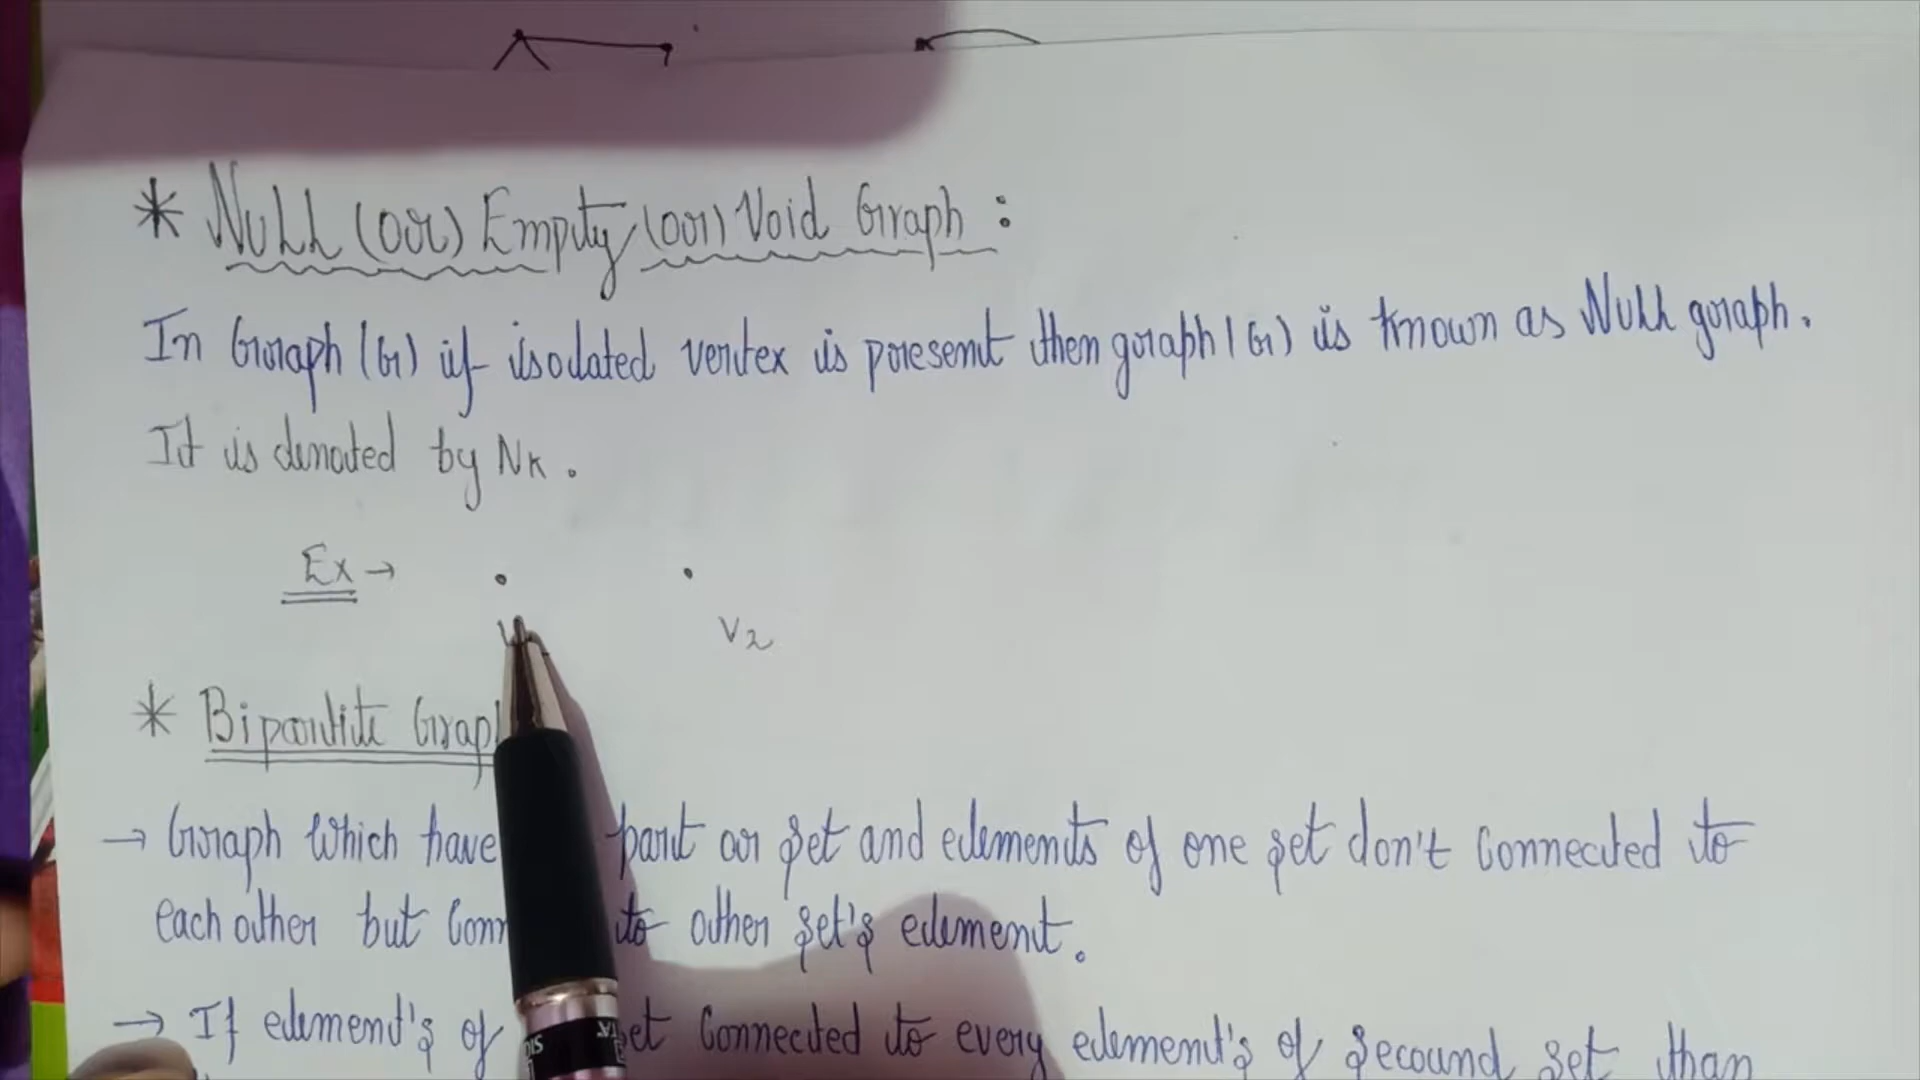 * Null (or) Empty (or) Void Graph :
In Graph (G) if isolated vertex is present then graph (G) is known as Null graph.
It is denoted by NK.
Ex →
V2
* Bipartite Grap
→ Graph which have part or set and elements of one set don't Connected to
each other but to other set's element.
→ If element's of Connected to every element's of secound set than